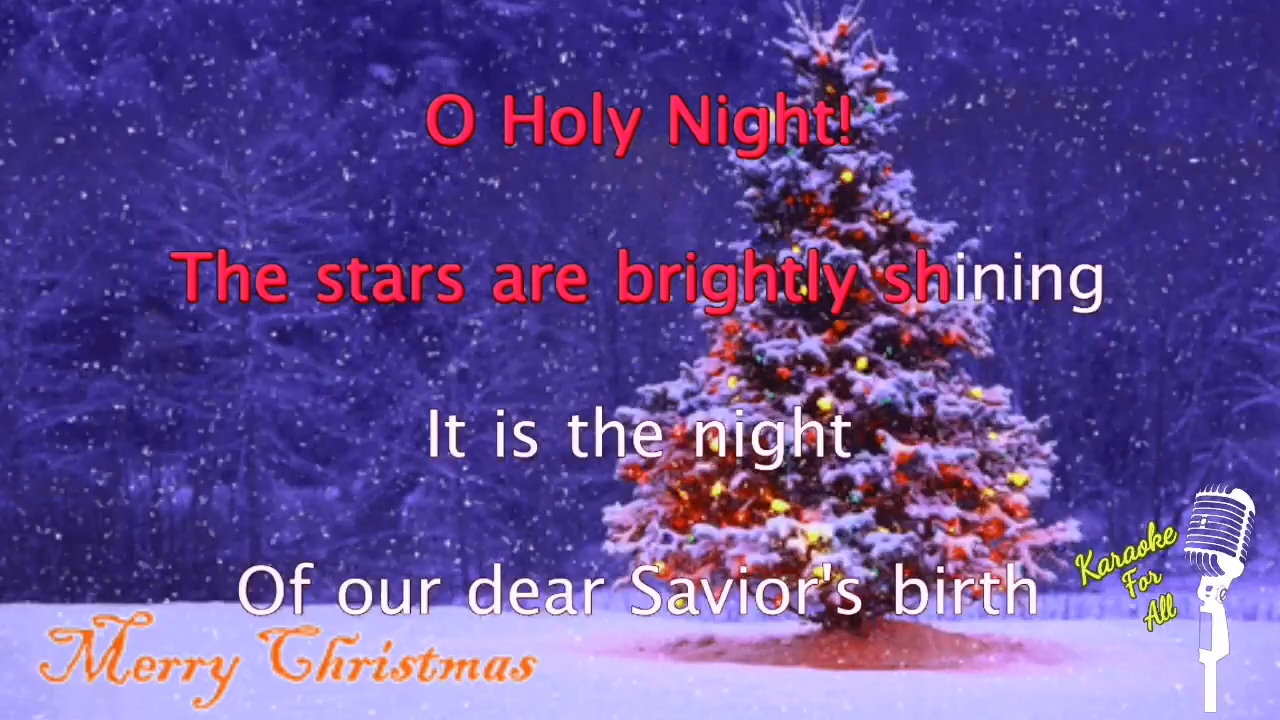 O Holy Night!
The stars are brightly shining
It is the night
Of our dear Savior's birth
Merry Christmas
Karaoke
For
All